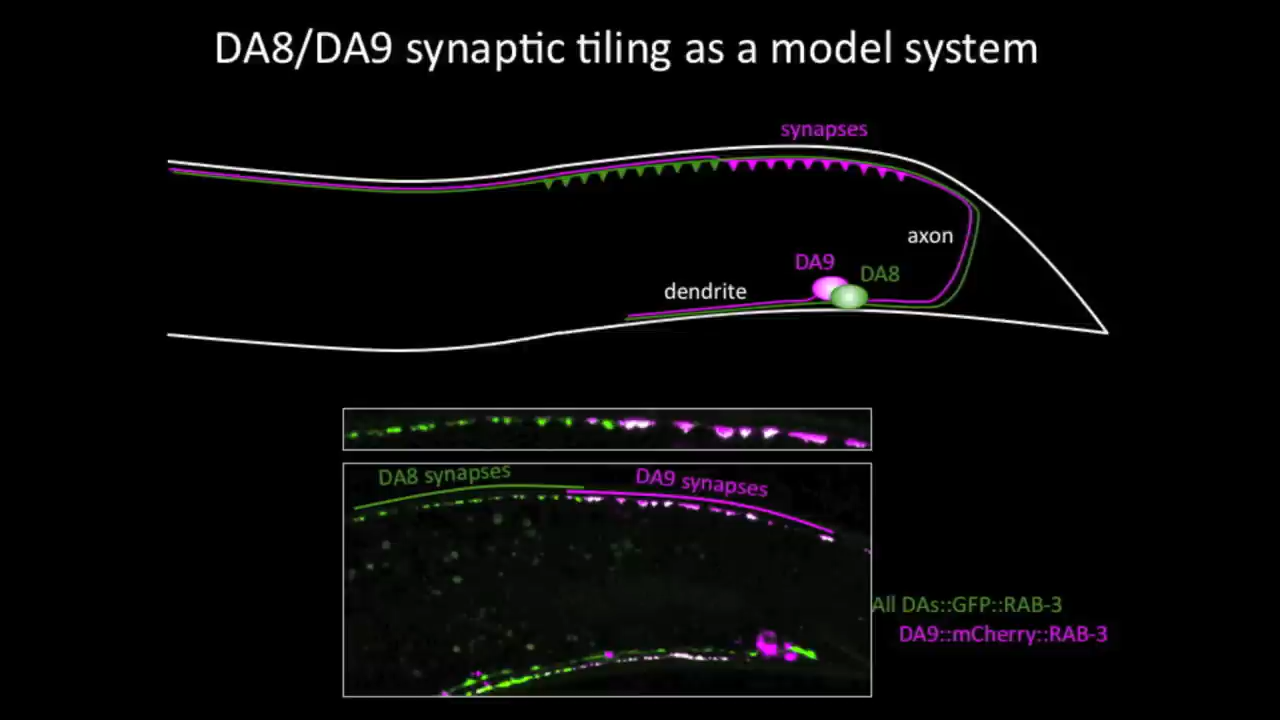 DA8/DA9 synaptic tiling as a model system
synapses
axon
DA9
DA8
dendrite
DA8 synapses
DA9 synapses
All DAs::GFP::RAB-3
DA9::mCherry::RAB-3